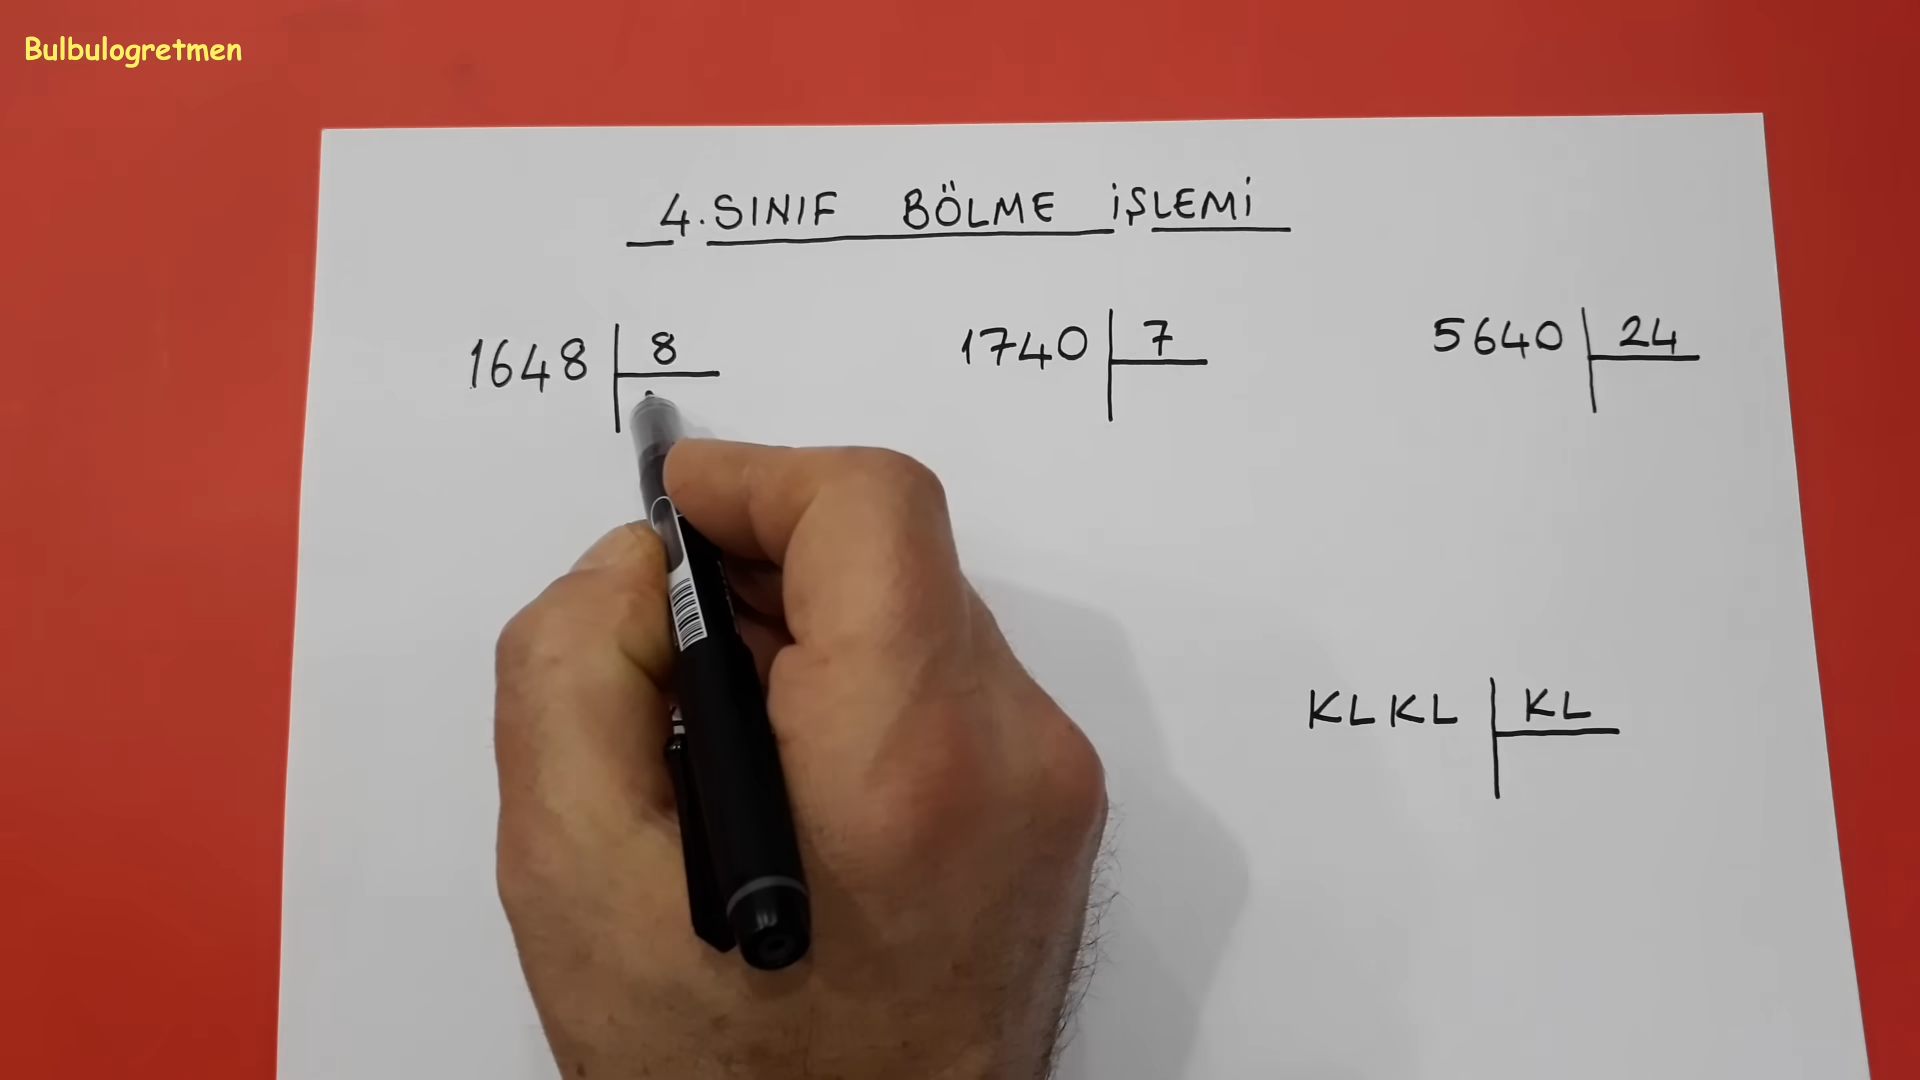 Bulbulogretmen
4. SINIF BÖLME İŞLEMİ
1648 8
1740 7
5640 24
KLKL KL